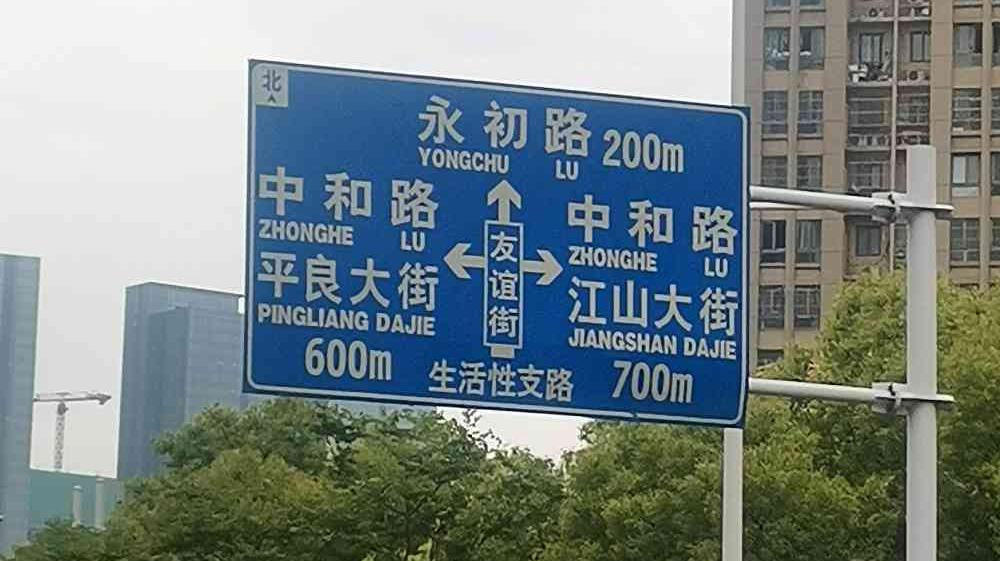 北
永初路 200m
YONGCHU LU
中和路
ZHONGHE LU
平良大街
PINGLIANG DAJIE
600m
友谊街
中和路
ZHONGHE LU
江山大街
JIANGSHAN DAJIE
700m
生活性支路